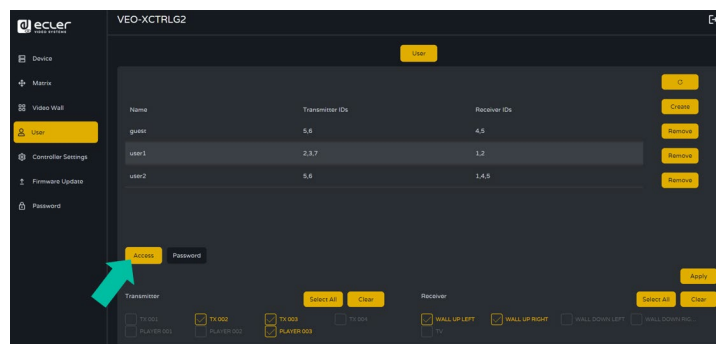 ecler
VIDEO SYSTEMS
VEO-XCTRLG2
Device
Matrix
Video Wall
User
Controller Settings
Firmware Update
Password
User
Name Transmitter IDs Receiver IDs Create
guest 5,6 4,5 Remove
user1 2,3,7 1,2 Remove
user2 5,6 1,4,5 Remove
Access Password
Apply
Transmitter Select All Clear Receiver Select All Clear
TX 001 TX 002 TX 003 TX 004 WALL UP LEFT WALL UP RIGHT WALL DOWN LEFT WALL DOWN RIG...
PLAYER 001 PLAYER 002 PLAYER 003 TV